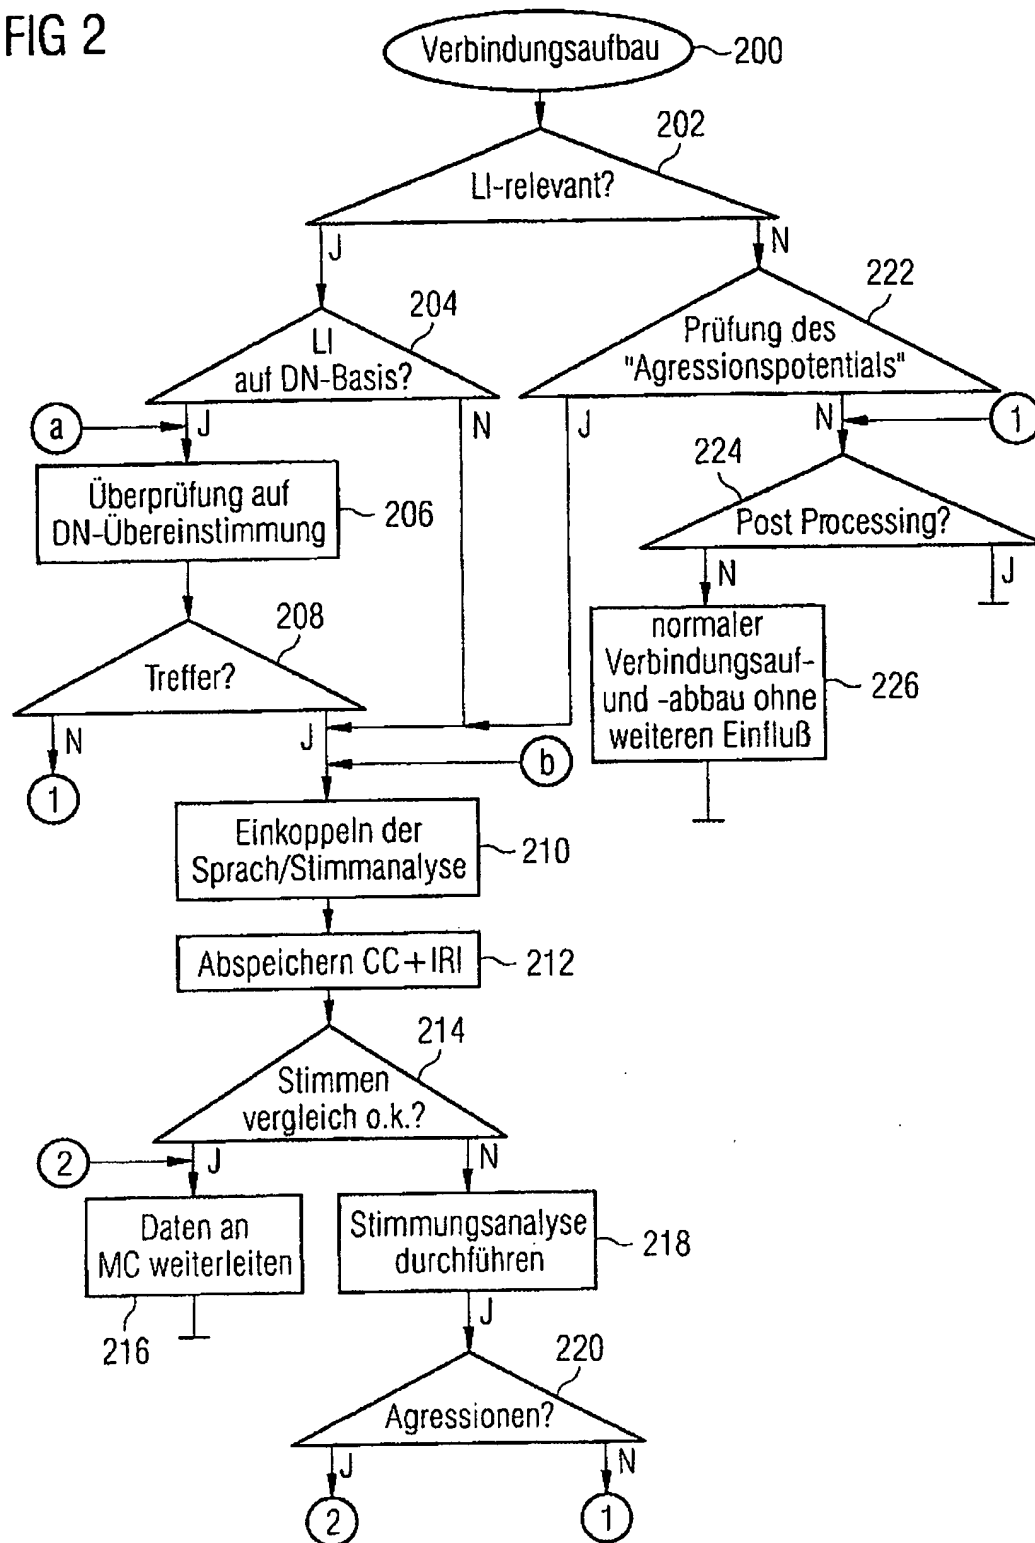 FIG 2
Verbindungsaufbau
200
202
LI-relevant?
J
N
204
LI
auf DN-Basis?
222
Prüfung des
"Agressionspotentials"
a
J
N
J
N
1
Überprüfung auf
DN-Übereinstimmung
206
224
Post Processing?
N
J
208
Treffer?
N
J
normaler
Verbindungsauf-
und -abbau ohne
weiteren Einfluß
226
1
b
Einkoppeln der
Sprach/Stimmanalyse
210
Abspeichern CC+IRI
212
214
Stimmen
vergleich o.k.?
2
J
N
Daten an
MC weiterleiten
216
Stimmungsanalyse
durchführen
218
J
220
Agressionen?
J
N
2
1